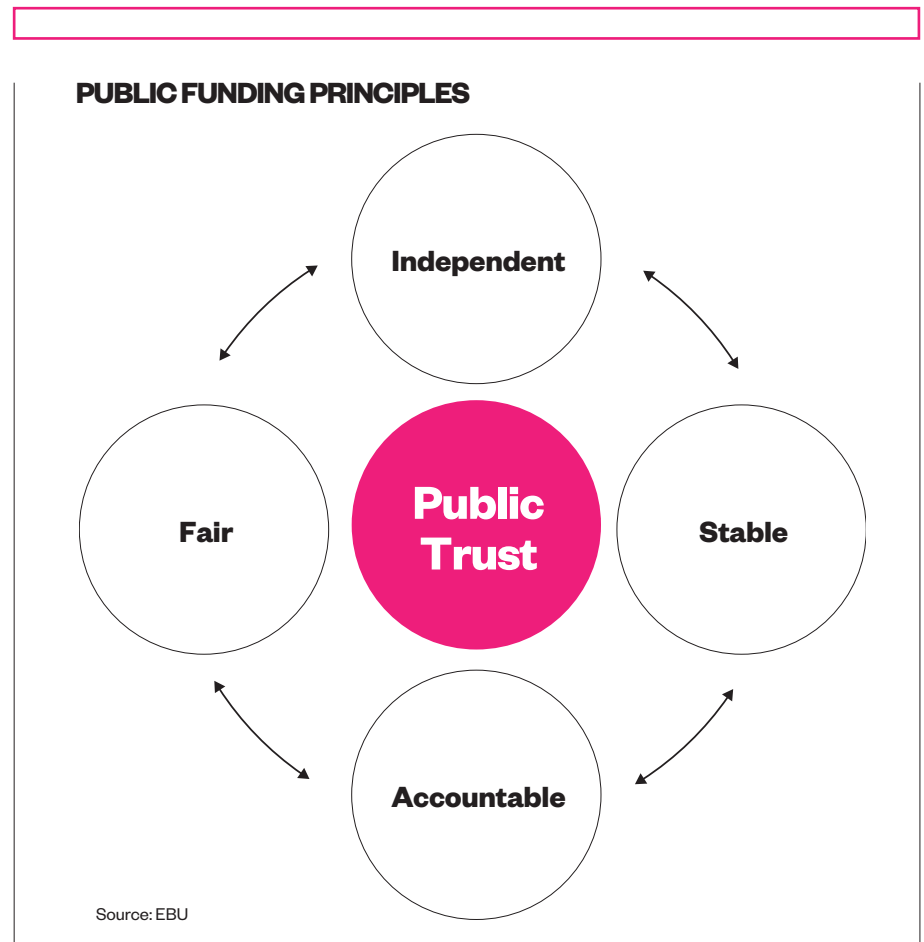 PUBLIC FUNDING PRINCIPLES
Independent
Fair
Public
Trust
Stable
Accountable
Source: EBU